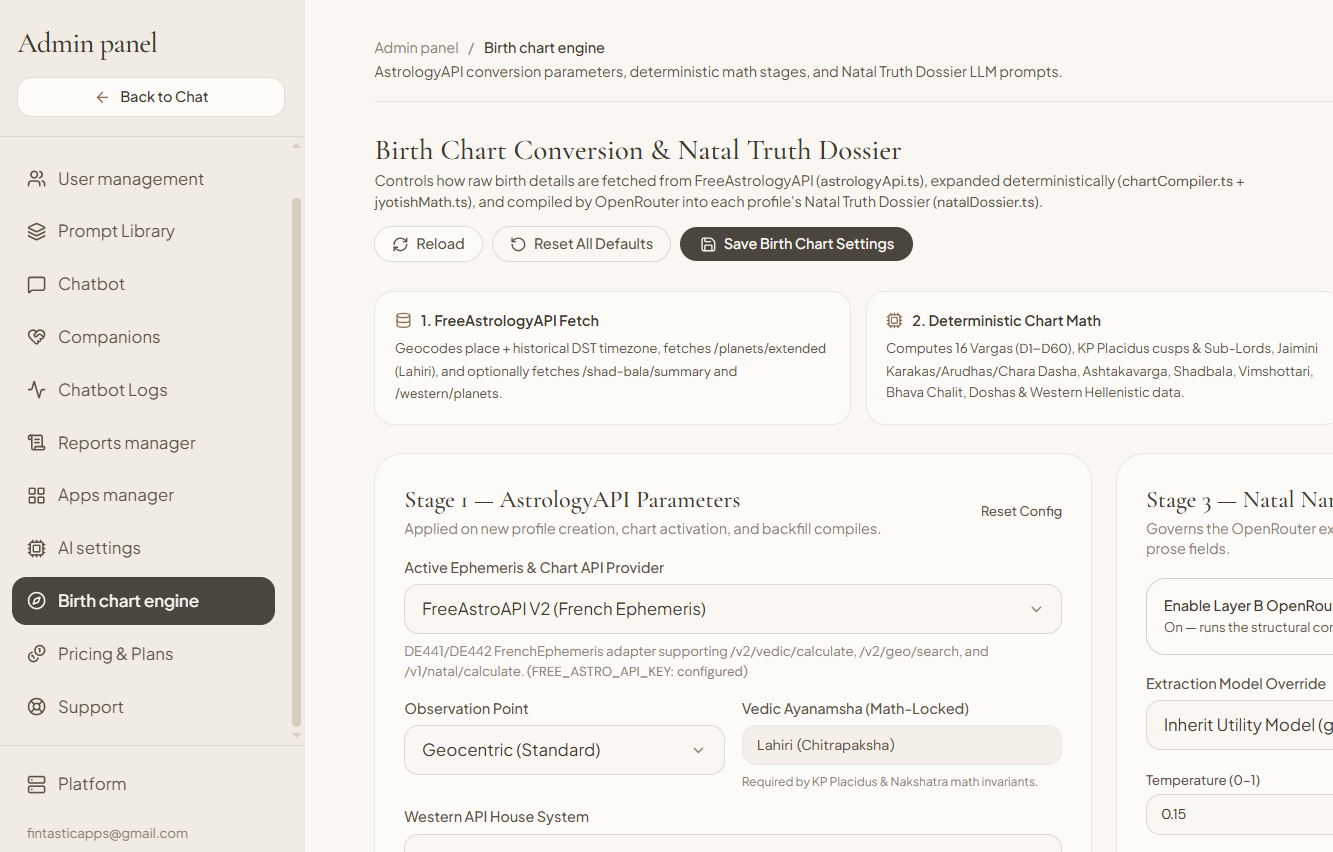 Admin panel
Back to Chat
User management
Prompt Library
Chatbot
Companions
Chatbot Logs
Reports manager
Apps manager
AI settings
Birth chart engine
Pricing & Plans
Support
Platform
fintasticapps@gmail.com
Admin panel / Birth chart engine
AstrologyAPI conversion parameters, deterministic math stages, and Natal Truth Dossier LLM prompts.
Birth Chart Conversion & Natal Truth Dossier
Controls how raw birth details are fetched from FreeAstrologyAPI (astrologyApi.ts), expanded deterministically (chartCompiler.ts +
jyotishMath.ts), and compiled by OpenRouter into each profile's Natal Truth Dossier (natalDossier.ts).
Reload
Reset All Defaults
Save Birth Chart Settings
1. FreeAstrologyAPI Fetch
Geocodes place + historical DST timezone, fetches /planets/extended
(Lahiri), and optionally fetches /shad-bala/summary and
/western/planets.
2. Deterministic Chart Math
Computes 16 Vargas (D1–D60), KP Placidus cusps & Sub-Lords, Jaimini
Karakas/Arudhas/Chara Dasha, Ashtakavarga, Shadbala, Vimshottari,
Bhava Chalit, Doshas & Western Hellenistic data.
Stage 1 — AstrologyAPI Parameters
Reset Config
Applied on new profile creation, chart activation, and backfill compiles.
Active Ephemeris & Chart API Provider
FreeAstroAPI V2 (French Ephemeris)
DE441/DE442 FrenchEphemeris adapter supporting /v2/vedic/calculate, /v2/geo/search, and
/v1/natal/calculate. (FREE_ASTRO_API_KEY: configured)
Observation Point
Geocentric (Standard)
Vedic Ayanamsha (Math-Locked)
Lahiri (Chitrapaksha)
Required by KP Placidus & Nakshatra math invariants.
Western API House System
Stage 3 — Natal Nar
Governs the OpenRouter ex
prose fields.
Enable Layer B OpenRou
On — runs the structural cor
Extraction Model Override
Inherit Utility Model (g
Temperature (0–1)
0.15